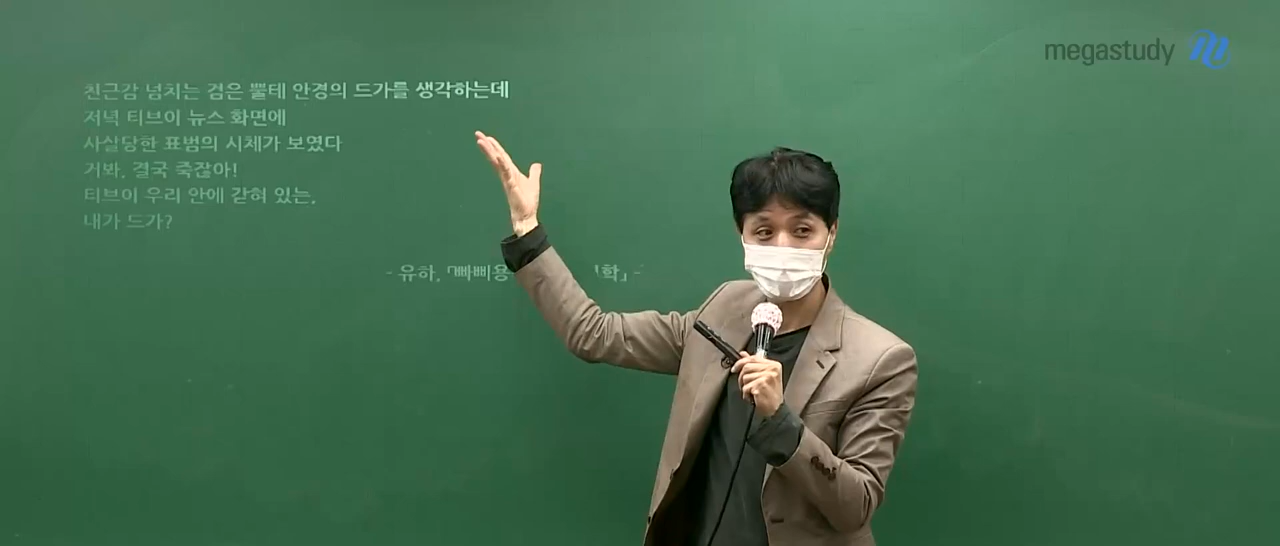 친근감 넘치는 검은 뿔테 안경의 드가를 생각하는데
저녁 티브이 뉴스 화면에
사살당한 표범의 시체가 보였다
거봐, 결국 죽잖아!
티브이 우리 안에 갇혀 있는,
내가 드가?
- 유하, 「빠삐용 학」 -
megastudy